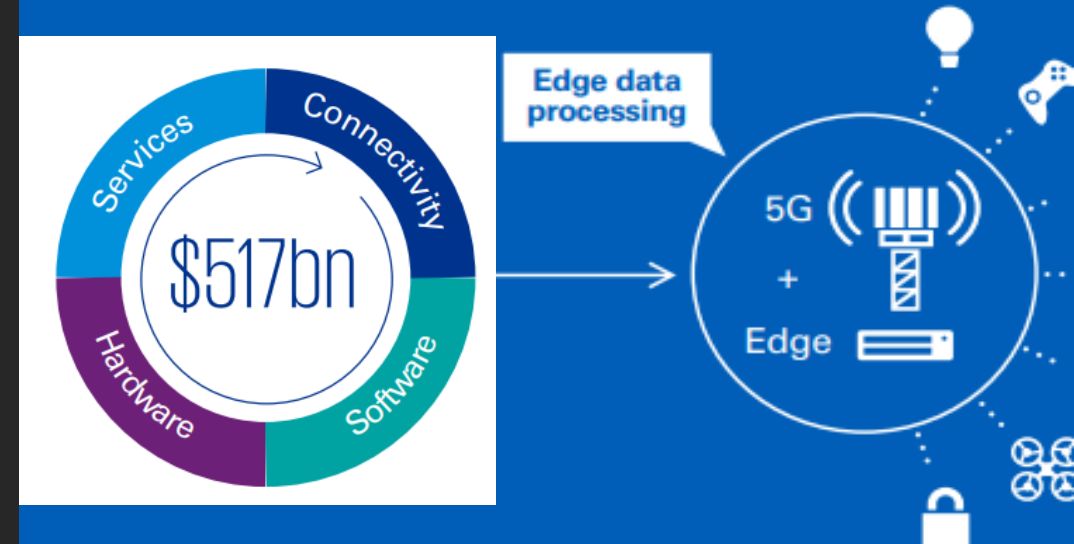 Services
Connectivity
$517bn
Hardware
Software
Edge data
processing
5G
+
Edge